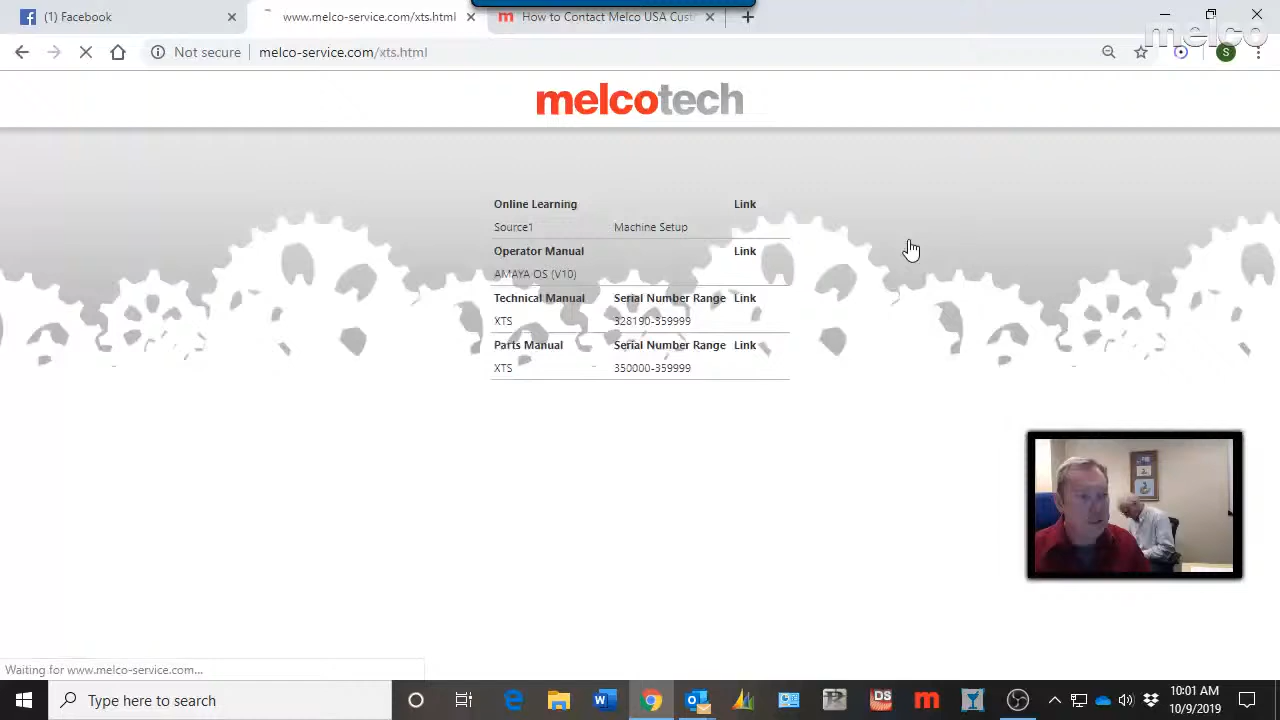 (1) Facebook
www.melco-service.com/xts.html
How to Contact Melco USA Cust
melco
Not secure
melco-service.com/xts.html
S
melcotech
Online Learning Link
Source1 Machine Setup
Operator Manual Link
AMAYA OS (V10)
Technical Manual Serial Number Range Link
XTS 328190-359999
Parts Manual Serial Number Range Link
XTS 350000-359999
Waiting for www.melco-service.com...
Type here to search
DS
10:01 AM
10/9/2019